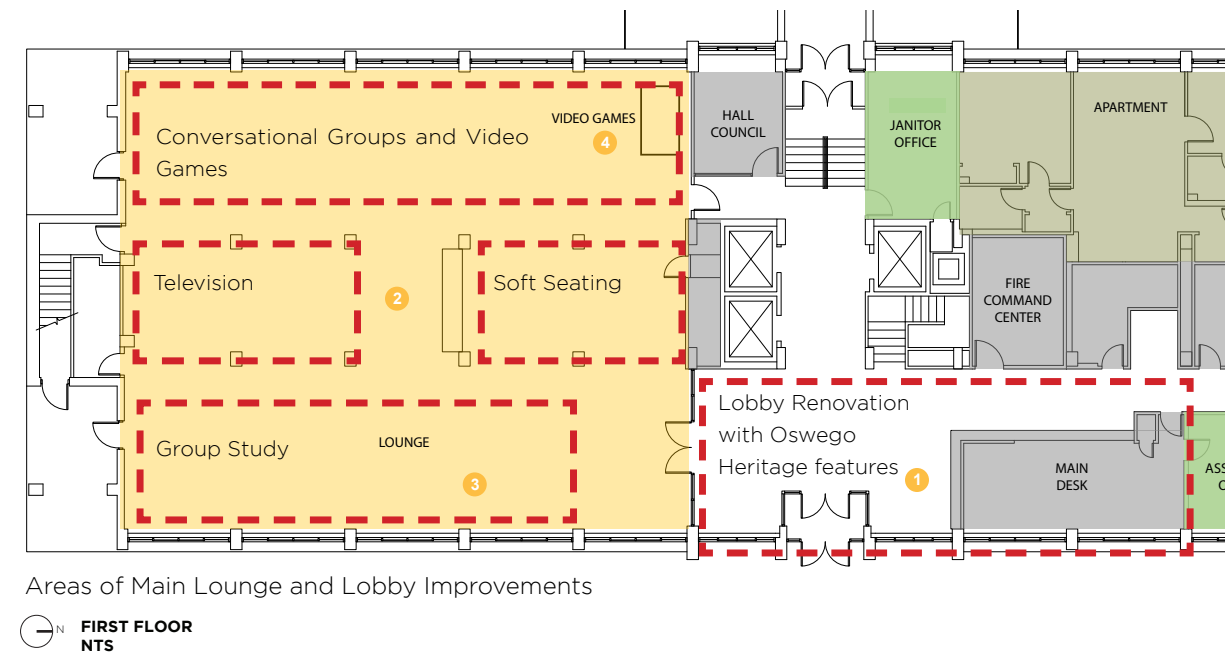 HALL
COUNCIL
VIDEO GAMES
4
Conversational Groups and Video
Games
JANITOR
OFFICE
APARTMENT
Television
2
Soft Seating
FIRE
COMMAND
CENTER
Lobby Renovation
with Oswego
Heritage features
1
Group Study
LOUNGE
3
MAIN
DESK
Areas of Main Lounge and Lobby Improvements
N
FIRST FLOOR
NTS